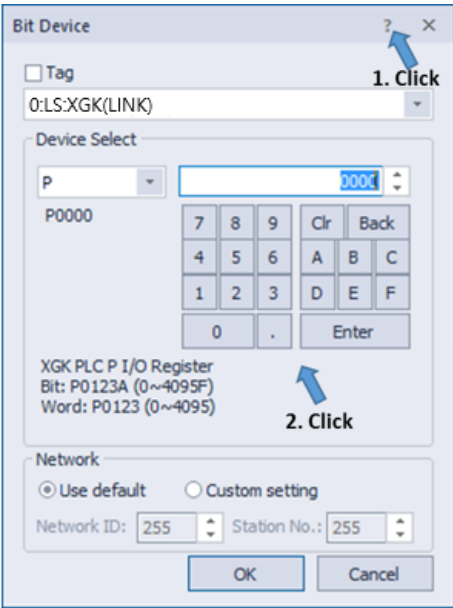 Bit Device ? ×
1. Click
Tag
0:LS:XGK(LINK)
Device Select
P 0000
P0000
7 8 9 Clr Back
4 5 6 A B C
1 2 3 D E F
0 . Enter
XGK PLC P I/O Register
Bit: P0123A (0~4095F)
Word: P0123 (0~4095)
2. Click
Network
Use default Custom setting
Network ID: 255 Station No.: 255
OK Cancel